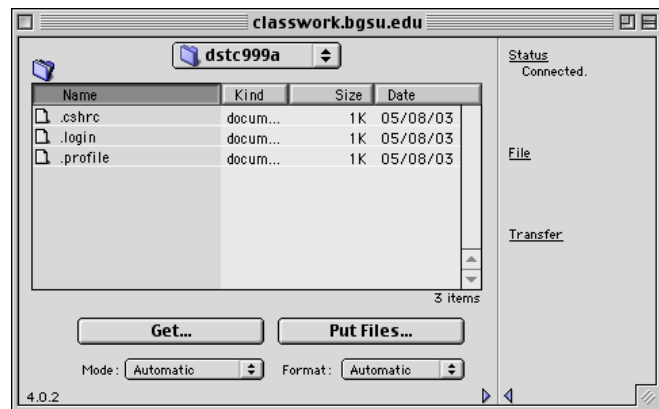 classwork.bgsu.edu
dstc999a
Name Kind Size Date
.cshrc docum... 1K 05/08/03
.login docum... 1K 05/08/03
.profile docum... 1K 05/08/03
3 items
Get... Put Files...
Mode: Automatic Format: Automatic
4.0.2
Status
Connected.
File
Transfer